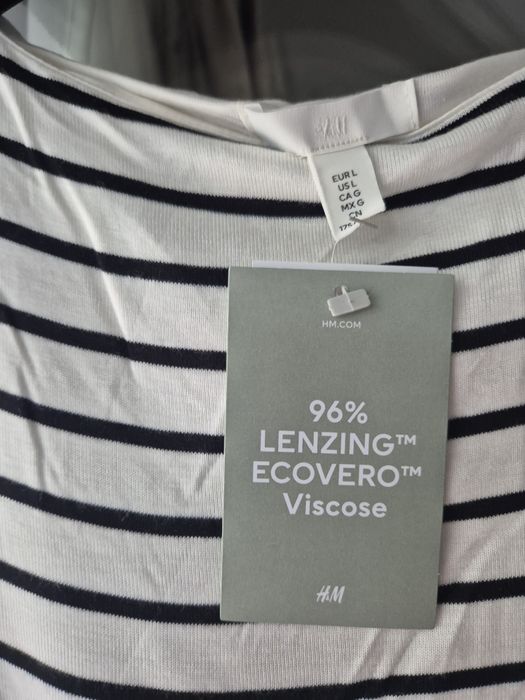 H&M
EUR L
US L
CA G
MX G
CN
HM.COM
96%
LENZING™
ECOVERO™
Viscose
H&M